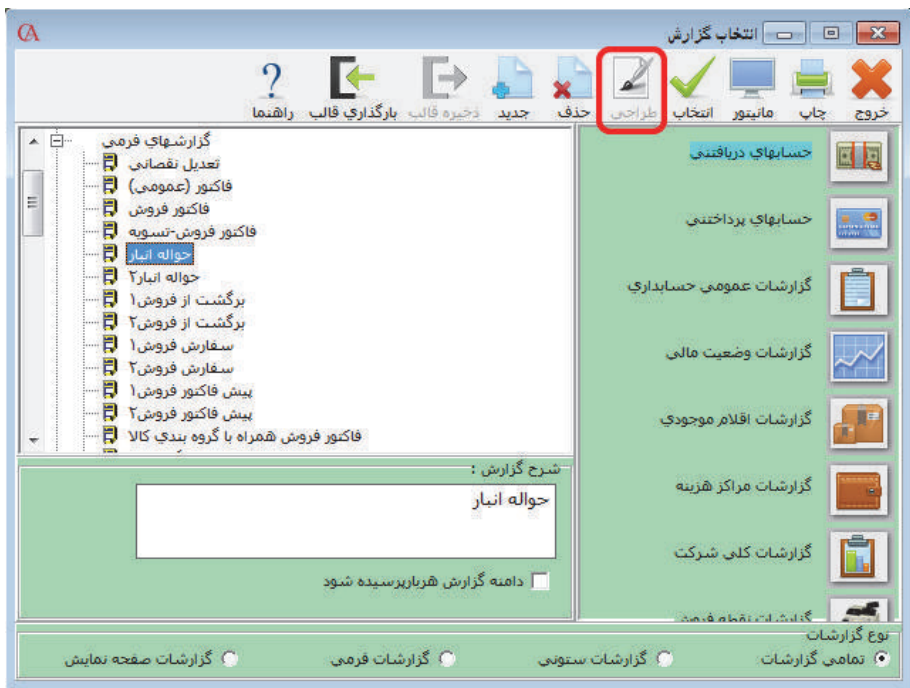 انتخاب گزارش
خروج چاپ مانیتور انتخاب طراحی حذف جدید ذخیره قالب بارگذاری قالب راهنما
حسابهای دریافتنی
حسابهای پرداختنی
گزارشات عمومی حسابداری
گزارشات وضعیت مالی
گزارشات اقلام موجودی
گزارشات مراکز هزینه
گزارشات کلی شرکت
گزارشات نقطه فروش
گزارشهای فرمی
تعدیل نقصانی
فاکتور (عمومی)
فاکتور فروش
فاکتور فروش-تسویه
حواله انبار
حواله انبار۲
برگشت از فروش۱
برگشت از فروش۲
سفارش فروش۱
سفارش فروش۲
پیش فاکتور فروش۱
پیش فاکتور فروش۲
فاکتور فروش همراه با گروه بندی کالا
شرح گزارش :
حواله انبار
دامنه گزارش هربارپرسیده شود
نوع گزارشات
تمامی گزارشات گزارشات ستونی گزارشات فرمی گزارشات صفحه نمایش